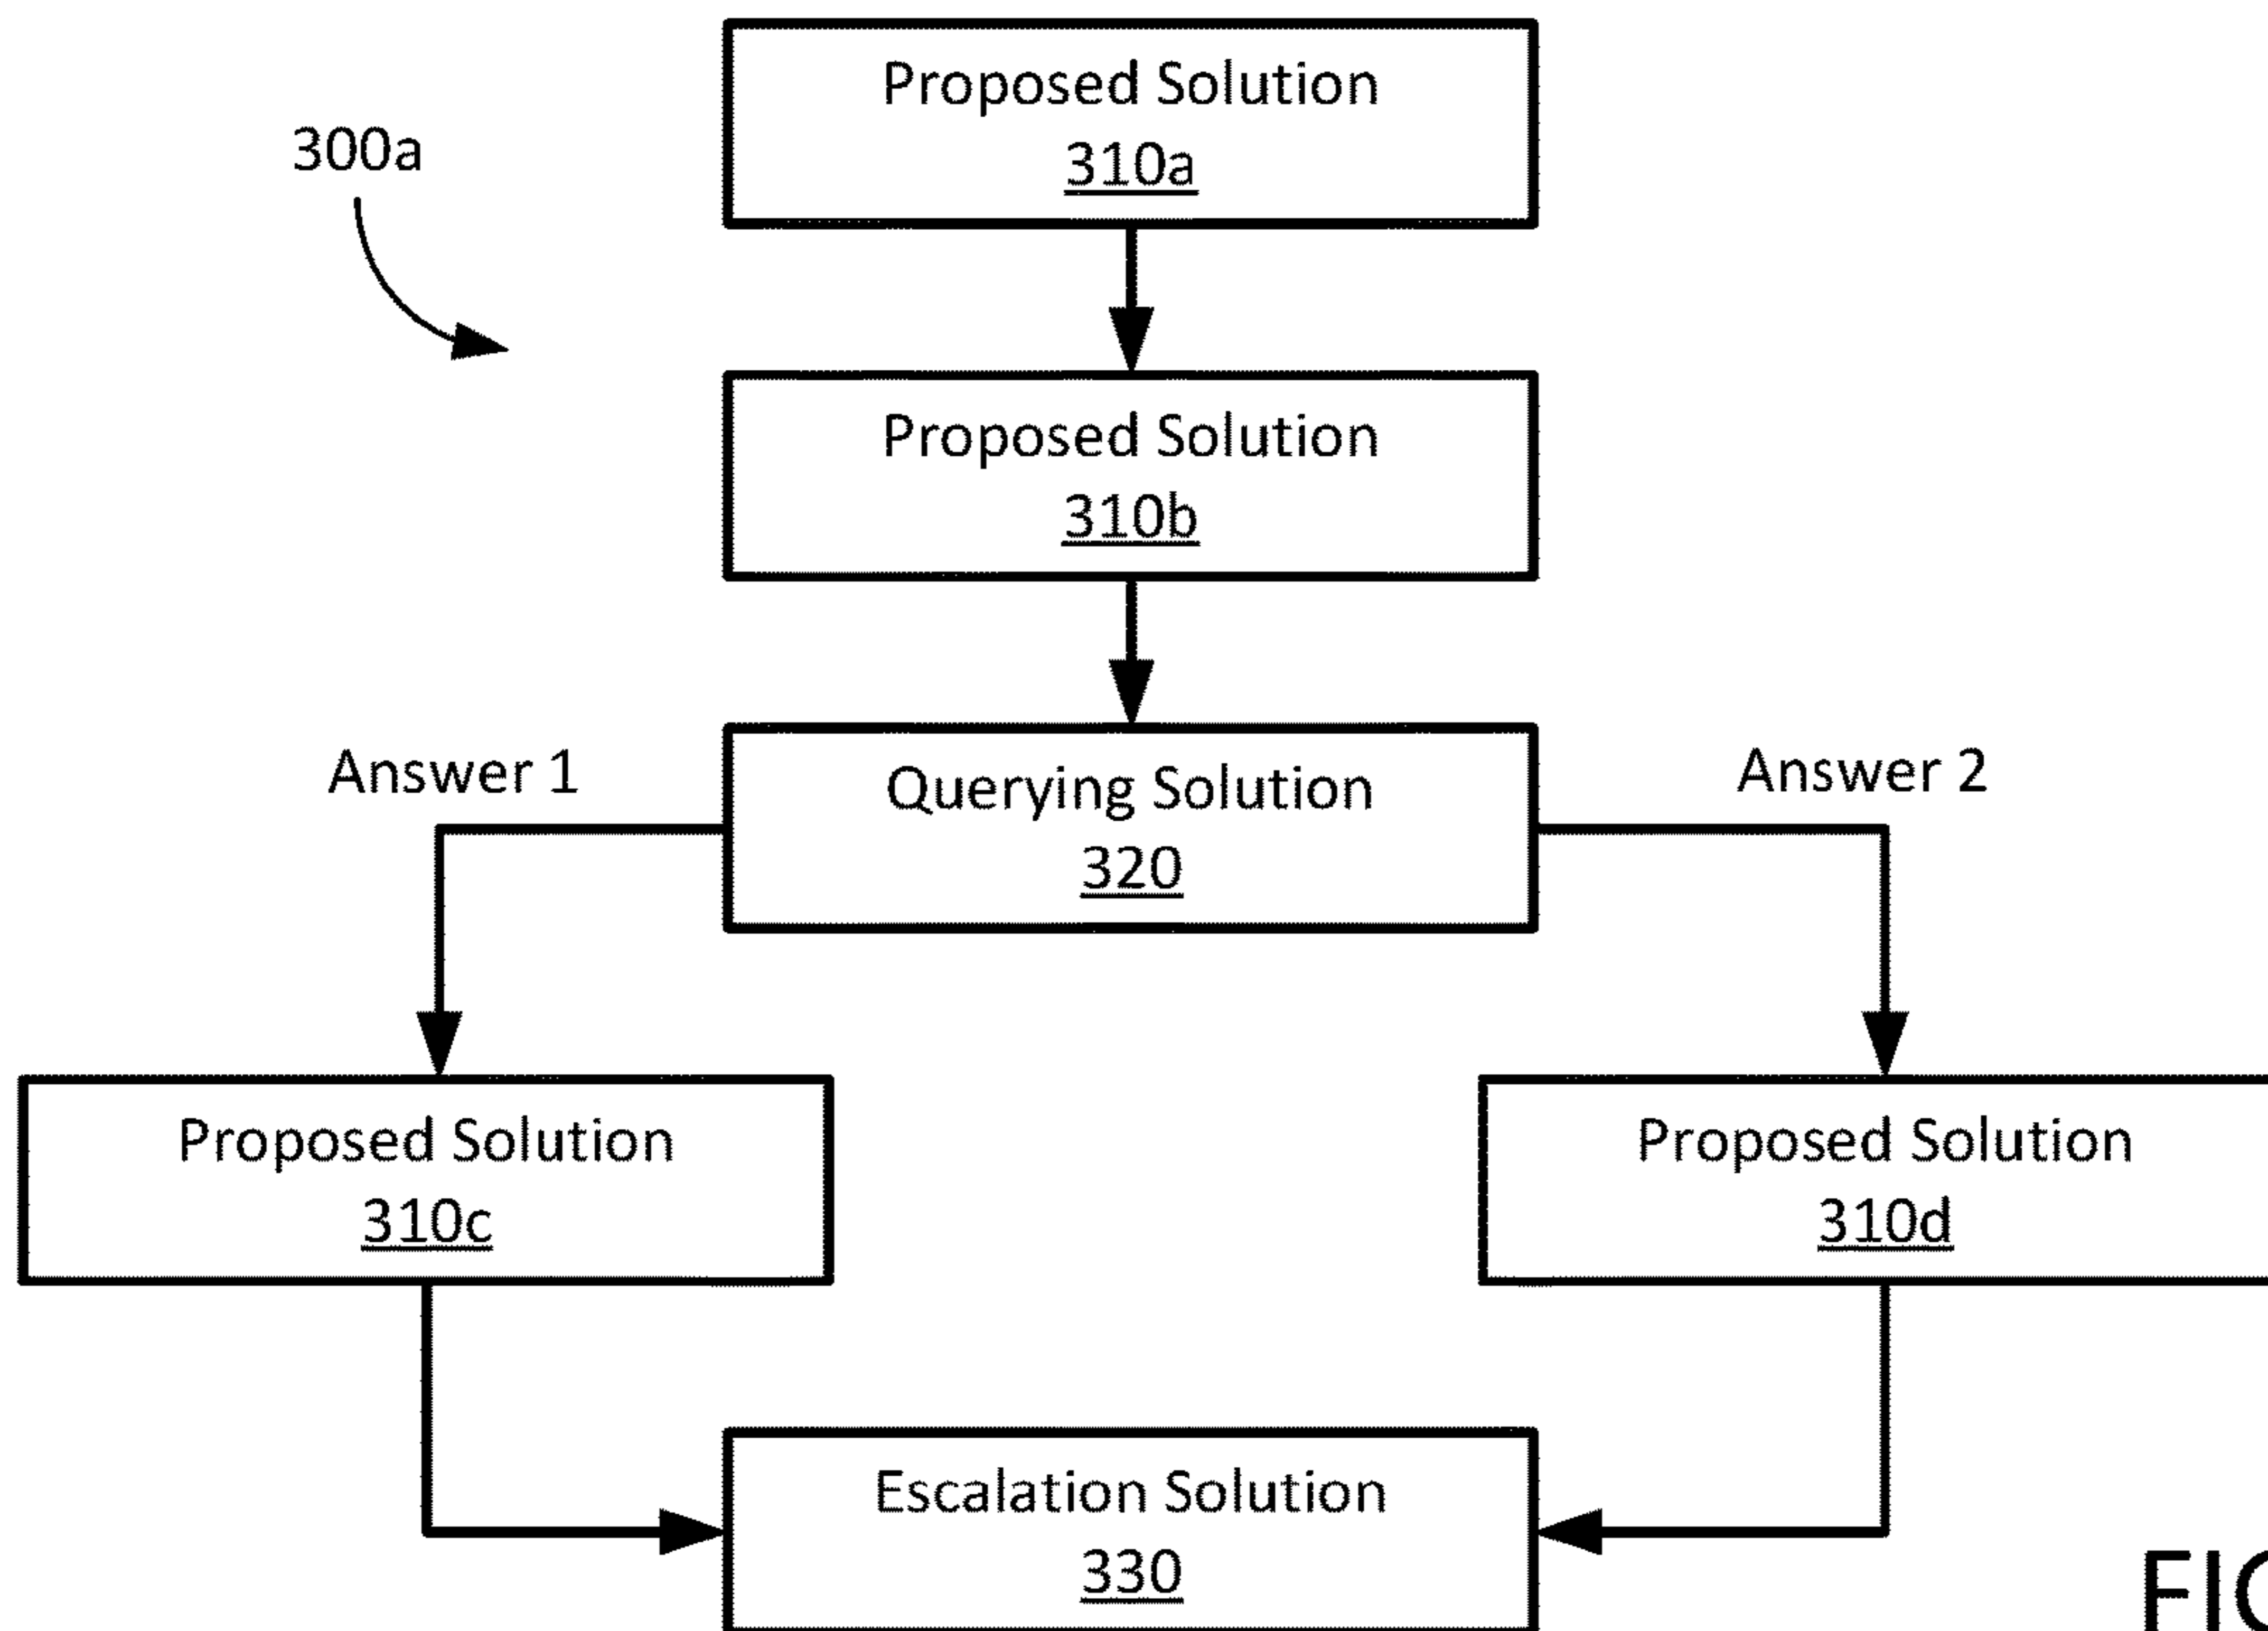 Proposed Solution
310a
300a
Proposed Solution
310b
Answer 1
Querying Solution
320
Answer 2
Proposed Solution
310c
Proposed Solution
310d
Escalation Solution
330